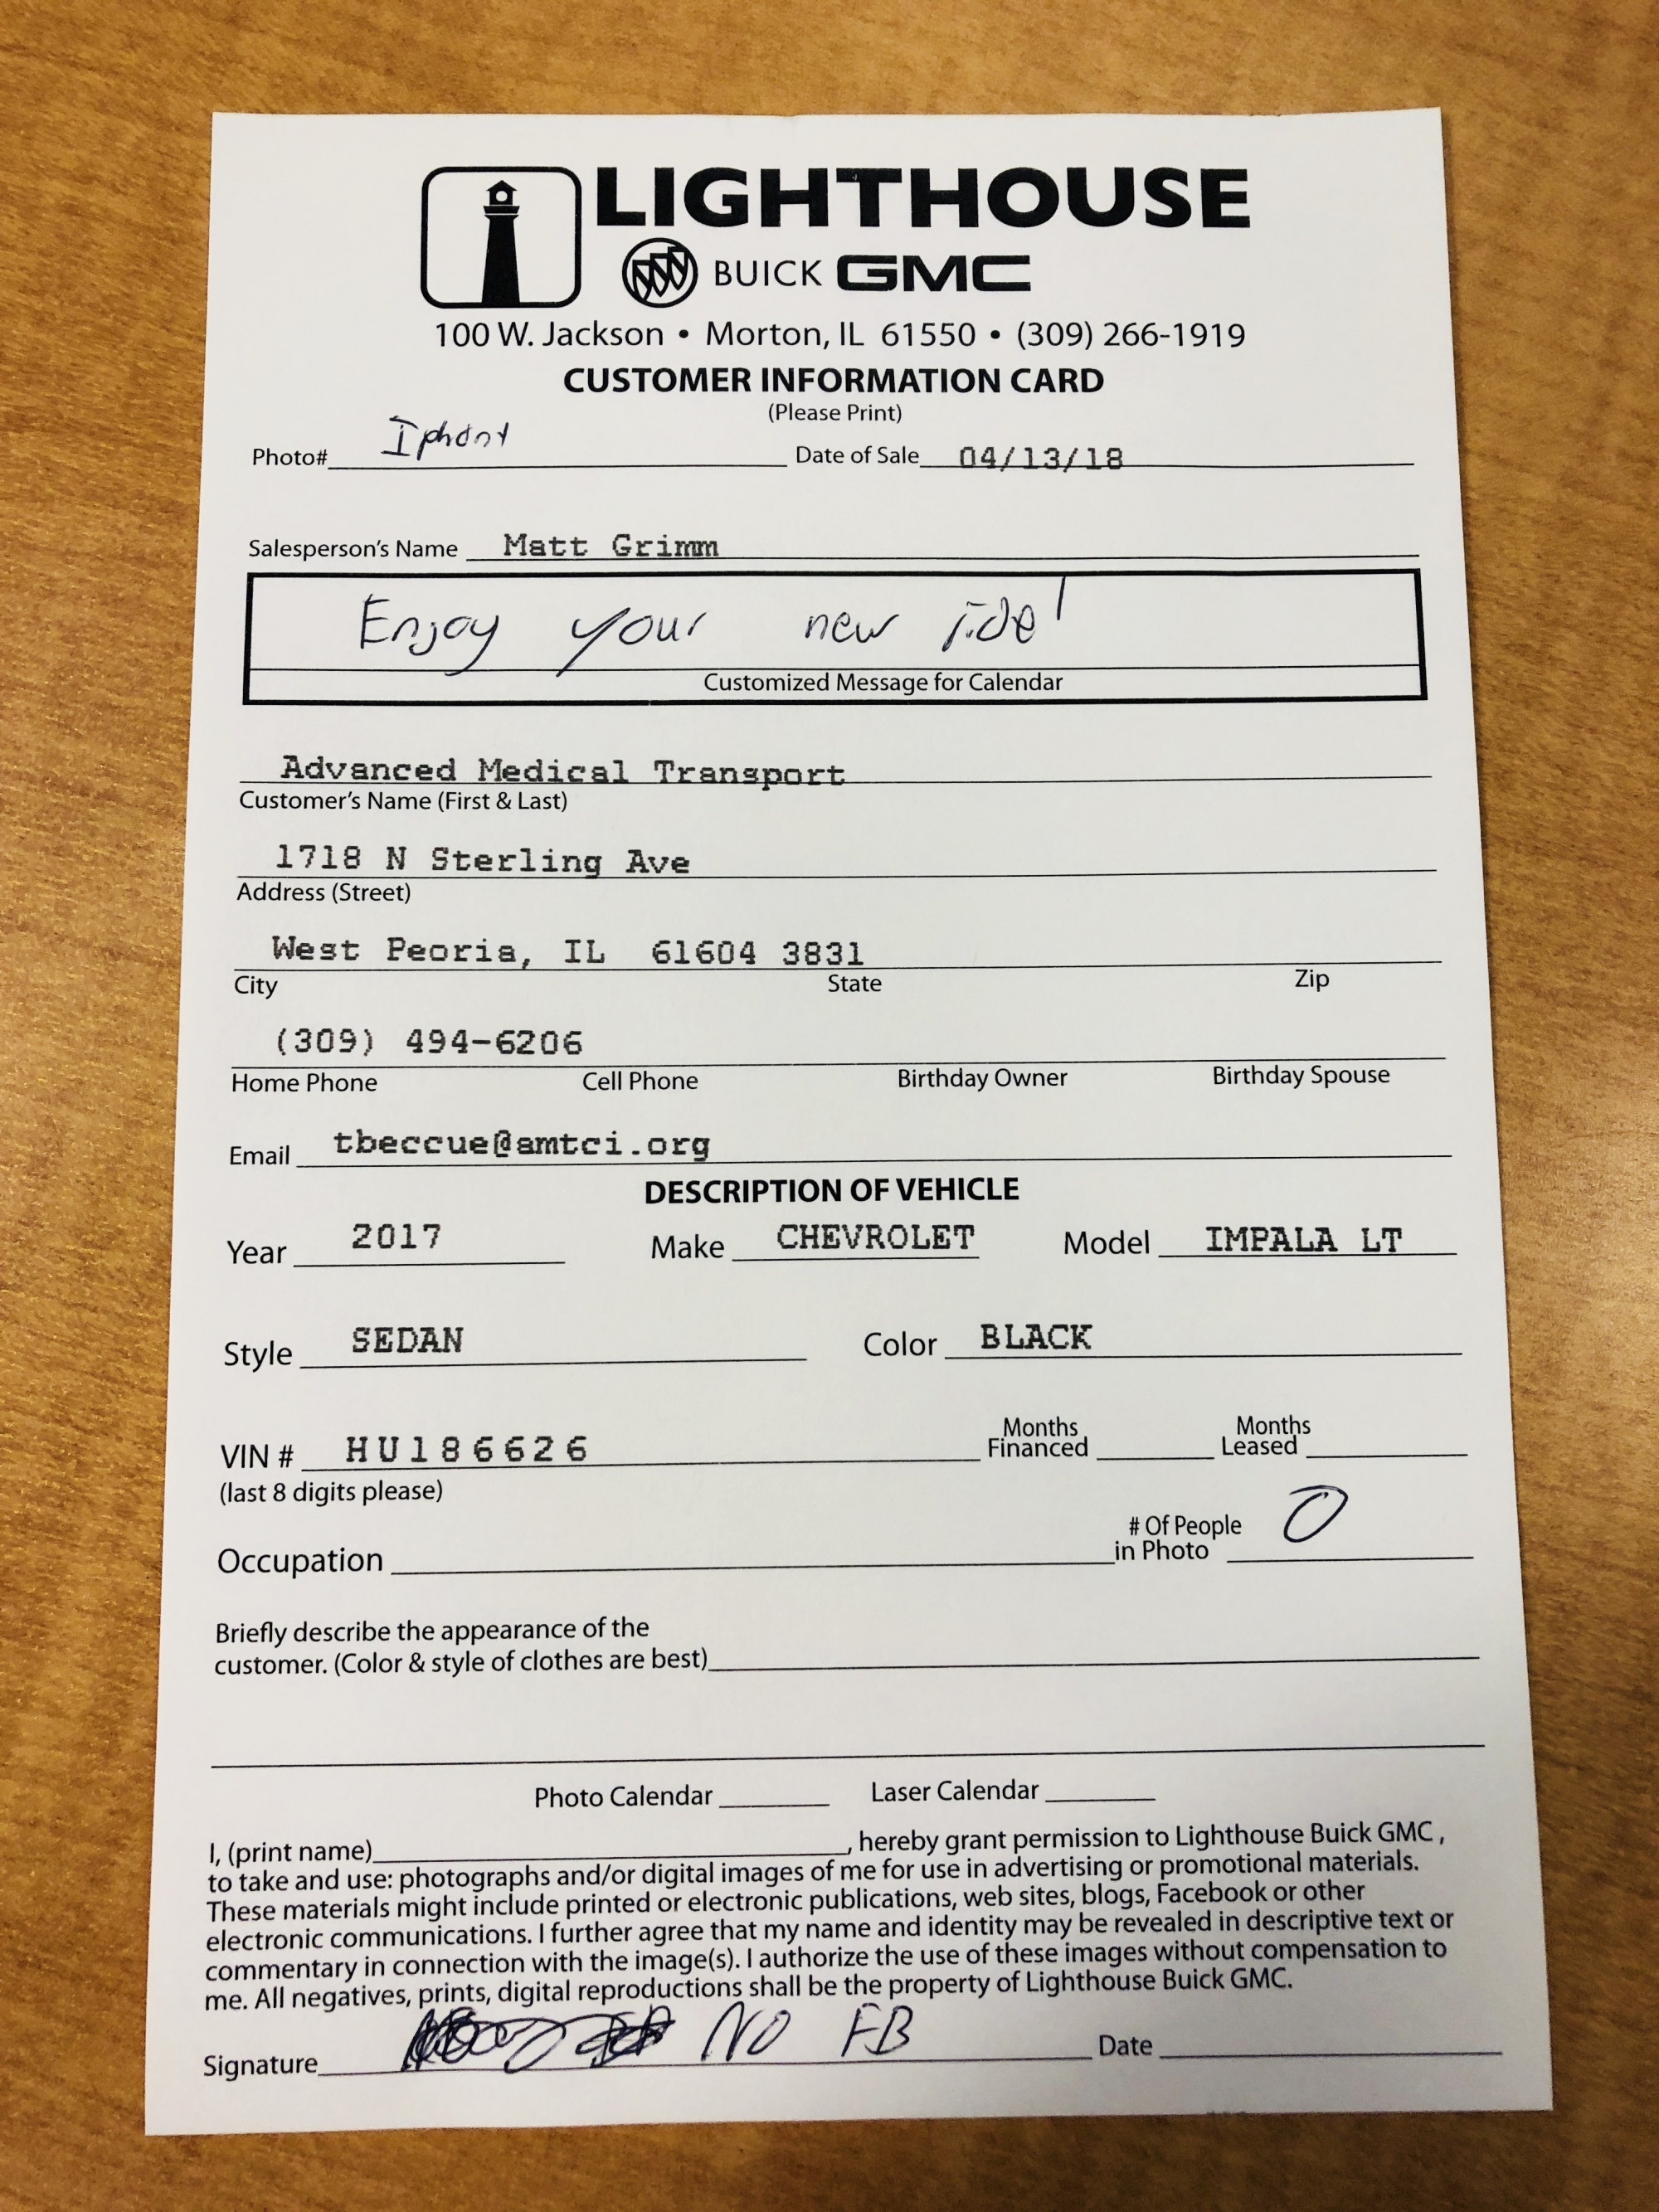 LIGHTHOUSE
BUICK GMC
100 W. Jackson • Morton, IL 61550 • (309) 266-1919
CUSTOMER INFORMATION CARD
(Please Print)
Photo# Iphont Date of Sale 04/13/18
Salesperson's Name Matt Grimm
Enjoy your new ride!
Customized Message for Calendar
Advanced Medical Transport
Customer's Name (First & Last)
1718 N Sterling Ave
Address (Street)
West Peoria, IL 61604 3831
City State Zip
(309) 494-6206
Home Phone Cell Phone Birthday Owner Birthday Spouse
Email tbeccue@amtci.org
DESCRIPTION OF VEHICLE
Year 2017 Make CHEVROLET Model IMPALA LT
Style SEDAN Color BLACK
Months Months
VIN # HU186626 Financed Leased
(last 8 digits please)
# Of People 0
Occupation in Photo
Briefly describe the appearance of the
customer. (Color & style of clothes are best)
Photo Calendar Laser Calendar
I, (print name) , hereby grant permission to Lighthouse Buick GMC ,
to take and use: photographs and/or digital images of me for use in advertising or promotional materials.
These materials might include printed or electronic publications, web sites, blogs, Facebook or other
electronic communications. I further agree that my name and identity may be revealed in descriptive text or
commentary in connection with the image(s). I authorize the use of these images without compensation to
me. All negatives, prints, digital reproductions shall be the property of Lighthouse Buick GMC.
Signature NO FB Date